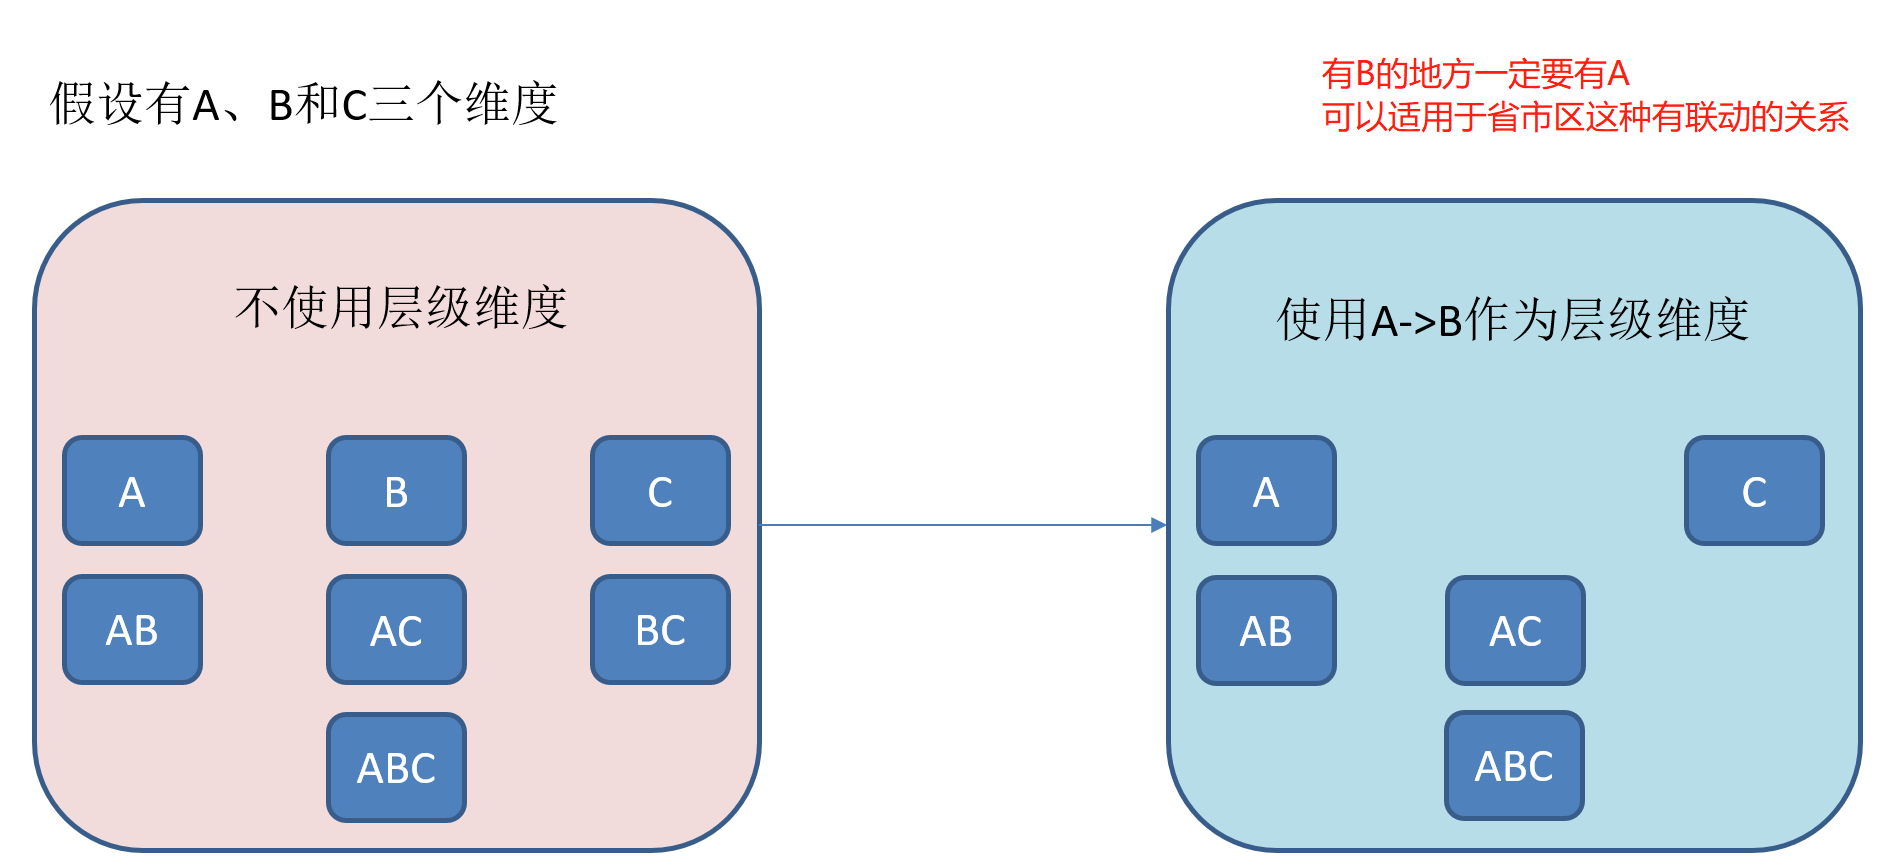 假设有A、B和C三个维度
有B的地方一定要有A
可以适用于省市区这种有联动的关系
不使用层级维度
A
B
C
AB
AC
BC
ABC
使用A->B作为层级维度
A
C
AB
AC
ABC